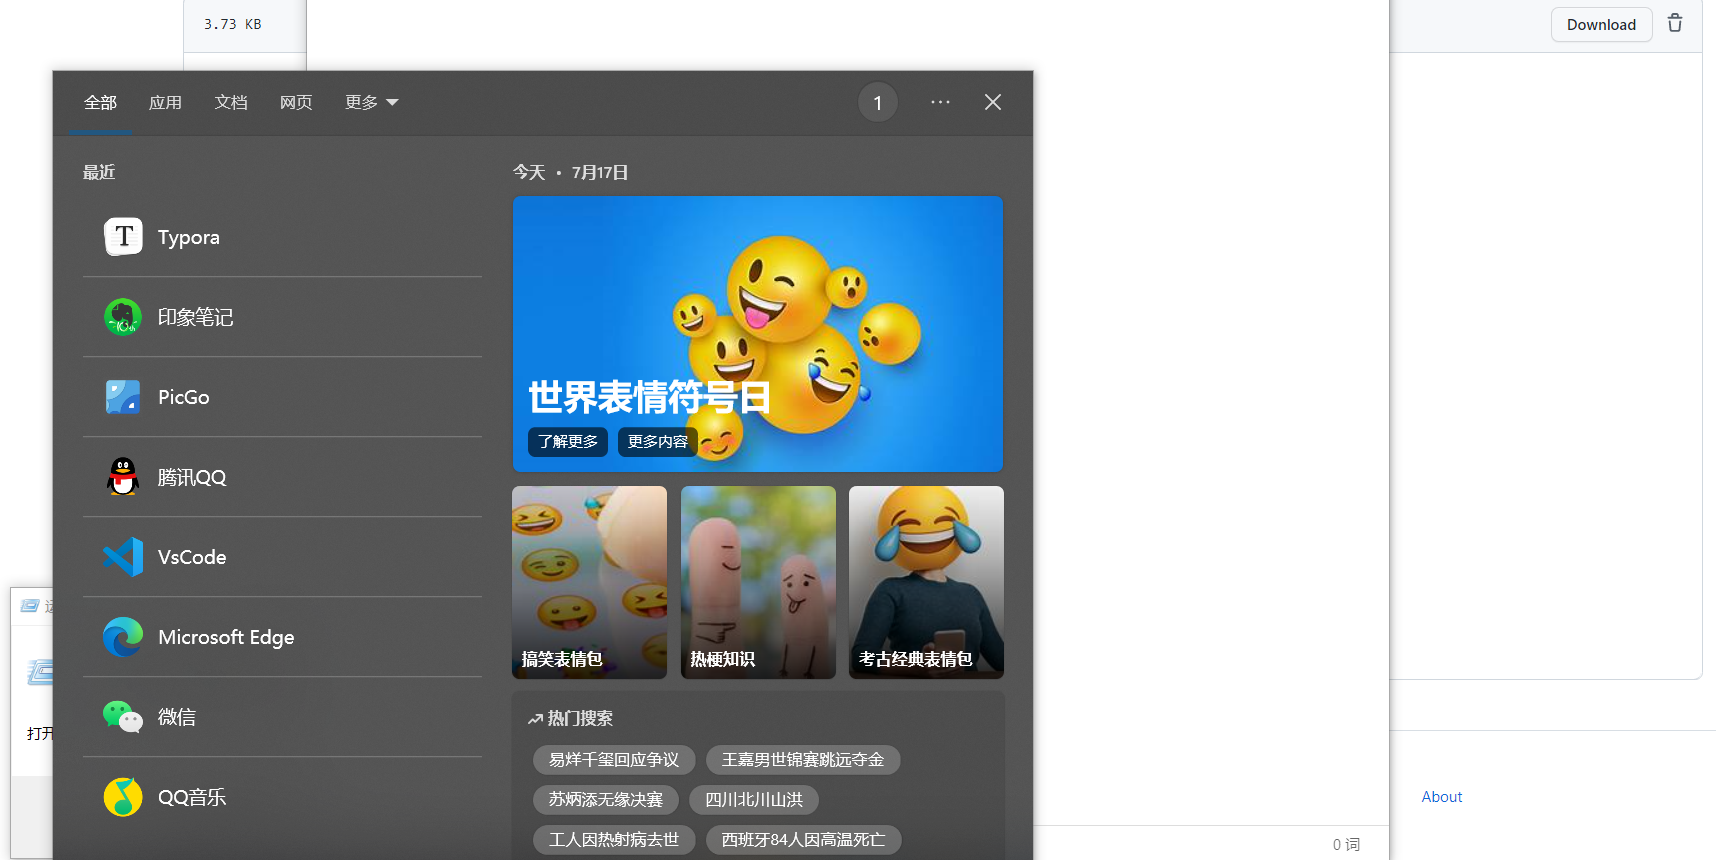 3.73 KB
Download
全部 应用 文档 网页 更多
1
最近
Typora
印象笔记
PicGo
腾讯QQ
VsCode
Microsoft Edge
微信
QQ音乐
今天 • 7月17日
世界表情符号日
了解更多 更多内容
搞笑表情包
热梗知识
考古经典表情包
热门搜索
易烊千玺回应争议 王嘉男世锦赛跳远夺金
苏炳添无缘决赛 四川北川山洪
工人因热射病去世 西班牙84人因高温死亡
打开
About
0 词